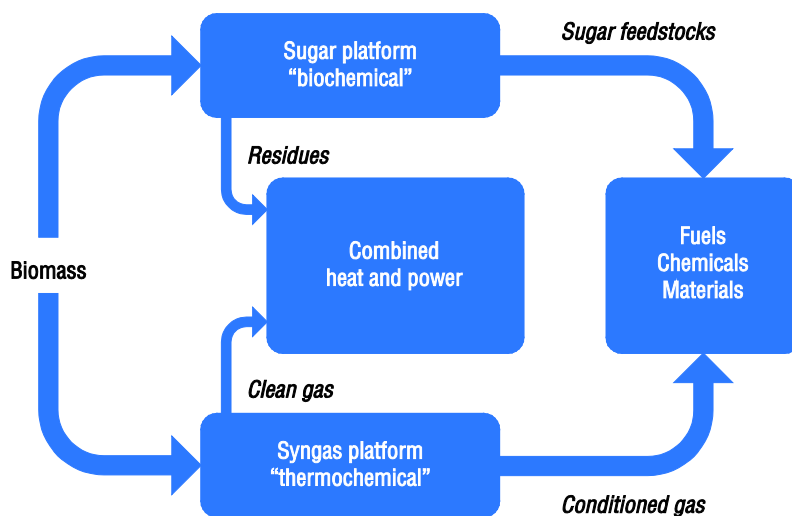 Sugar platform
“biochemical”
Sugar feedstocks
Residues
Combined
heat and power
Fuels
Chemicals
Materials
Biomass
Clean gas
Syngas platform
“thermochemical”
Conditioned gas